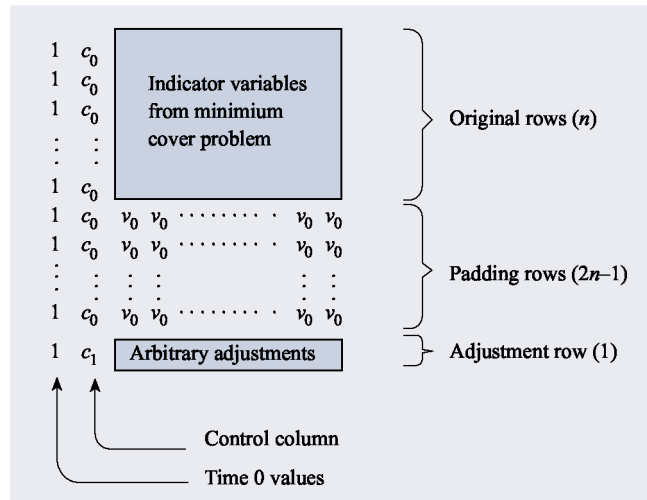 1 c₀
1 c₀
1 c₀
⋮ ⋮
1 c₀
Indicator variables
from minimium
cover problem
Original rows (n)
1 c₀ v₀ v₀ ········· v₀ v₀
1 c₀ v₀ v₀ ········· v₀ v₀
⋮ ⋮ ⋮ ⋮ ⋮ ⋮
1 c₀ v₀ v₀ ········· v₀ v₀
Padding rows (2n–1)
1 c₁ Arbitrary adjustments
Adjustment row (1)
Control column
Time 0 values